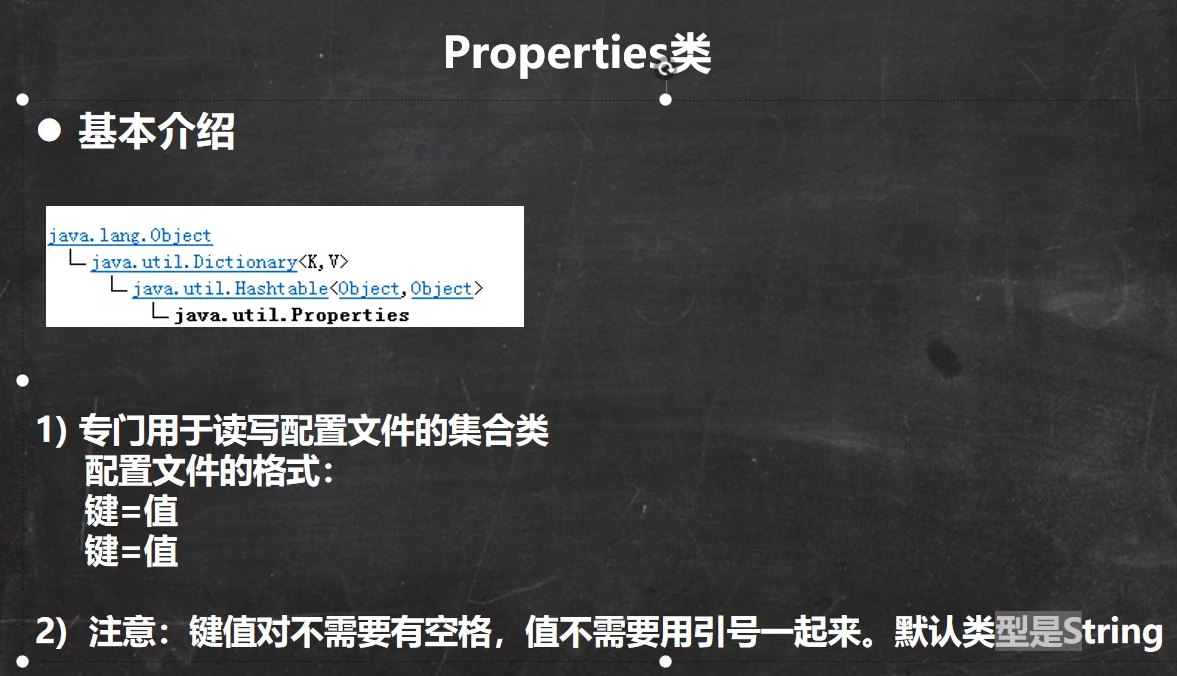 Properties类
● 基本介绍
java.lang.Object
java.util.Dictionary<K,V>
java.util.Hashtable<Object,Object>
java.util.Properties
1) 专门用于读写配置文件的集合类
配置文件的格式：
键=值
键=值
2) 注意：键值对不需要有空格，值不需要用引号一起来。默认类型是String